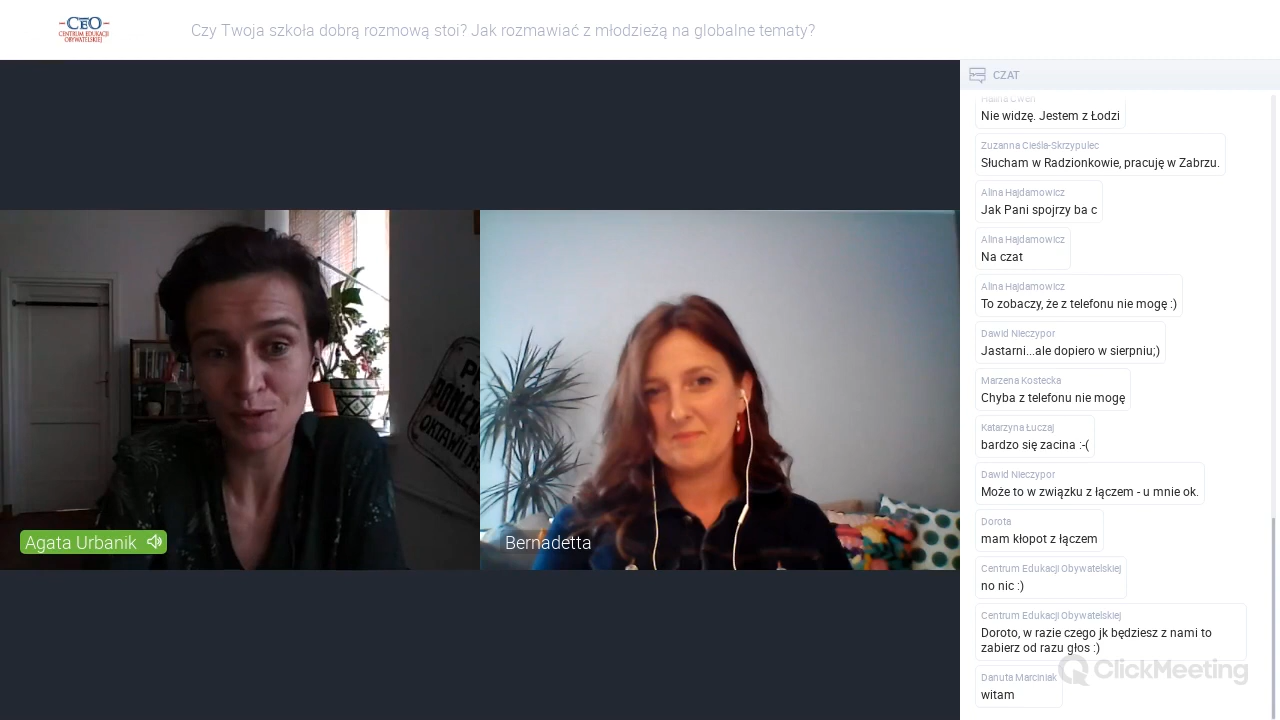 CEO
CENTRUM EDUKACJI
OBYWATELSKIEJ
Czy Twoja szkoła dobrą rozmową stoi? Jak rozmawiać z młodzieżą na globalne tematy?
CZAT
Nie widzę. Jestem z Łodzi
Zuzanna Cieśla-Skrzypulec
Słucham w Radzionkowie, pracuję w Zabrzu.
Alina Hajdamowicz
Jak Pani spojrzy ba c
Alina Hajdamowicz
Na czat
Alina Hajdamowicz
To zobaczy, że z telefonu nie mogę :)
Dawid Nieczypor
Jastarni...ale dopiero w sierpniu;)
Marzena Kostecka
Chyba z telefonu nie mogę
Katarzyna Łuczaj
bardzo się zacina :-(
Dawid Nieczypor
Może to w związku z łączem - u mnie ok.
Dorota
mam kłopot z łączem
Centrum Edukacji Obywatelskiej
no nic :)
Centrum Edukacji Obywatelskiej
Doroto, w razie czego jk będziesz z nami to
zabierz od razu głos :)
Danuta Marciniak
witam
ClickMeeting
Agata Urbanik
Bernadetta